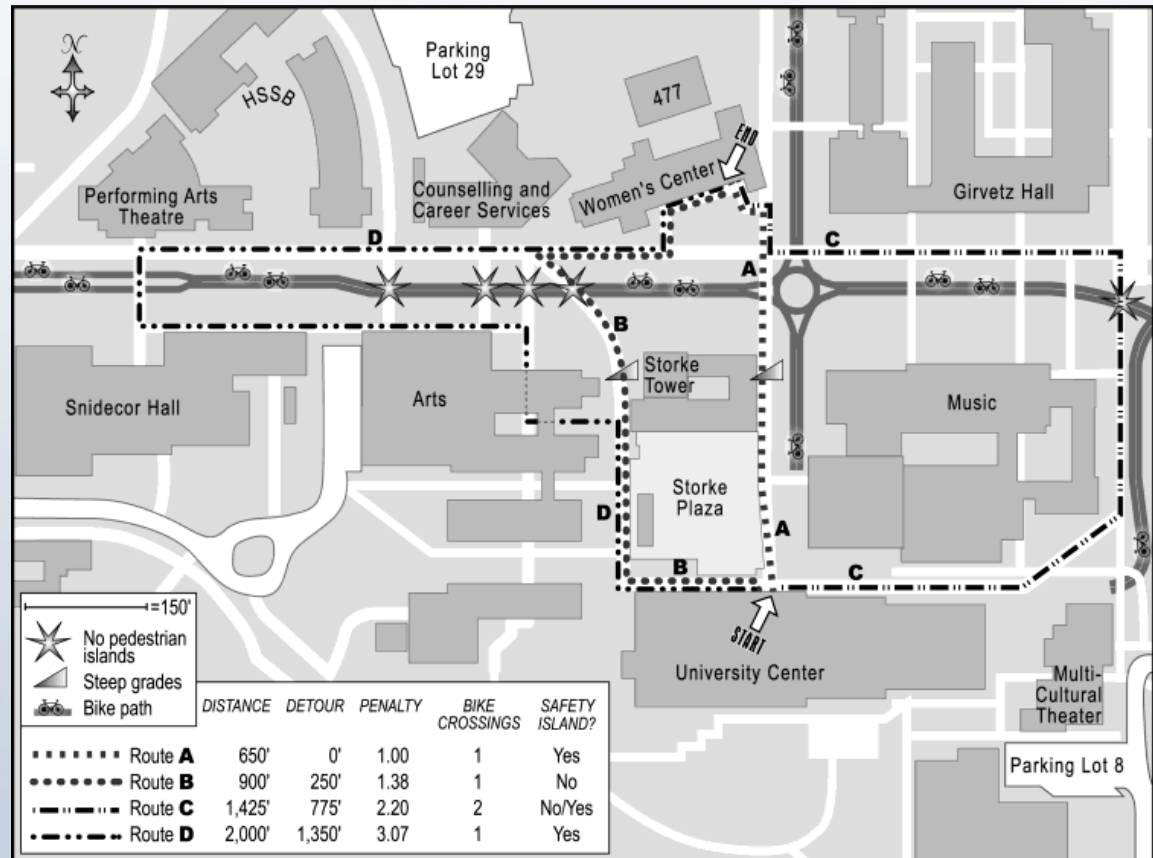 N
Parking
Lot 29
477
HSSB
END
Performing Arts
Theatre
Counselling and
Career Services
Women's Center
Girvetz Hall
D
C
A
B
Storke
Tower
Snidecor Hall
Arts
Music
Storke
Plaza
D
A
B
C
START
=150'
No pedestrian
islands
Steep grades
Bike path
University Center
Multi-
Cultural
Theater
Parking Lot 8
DISTANCE DETOUR PENALTY BIKE CROSSINGS SAFETY ISLAND?
Route A 650' 0' 1.00 1 Yes
Route B 900' 250' 1.38 1 No
Route C 1,425' 775' 2.20 2 No/Yes
Route D 2,000' 1,350' 3.07 1 Yes